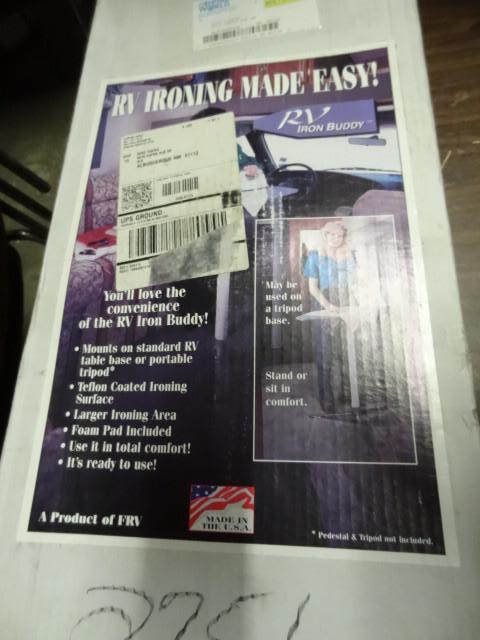 RV IRONING MADE EASY!
RV
IRON BUDDY
ALBUQUERQUE NM 87112
UPS GROUND
May be
used on
a tripod
base.
Stand or
sit in
comfort.
You'll love the
convenience
of the RV Iron Buddy!
• Mounts on standard RV
table base or portable
tripod*
• Teflon Coated Ironing
Surface
• Larger Ironing Area
• Foam Pad Included
• Use it in total comfort!
• It's ready to use!
A Product of FRV
MADE IN
THE U.S.A.
* Pedestal & Tripod not included.